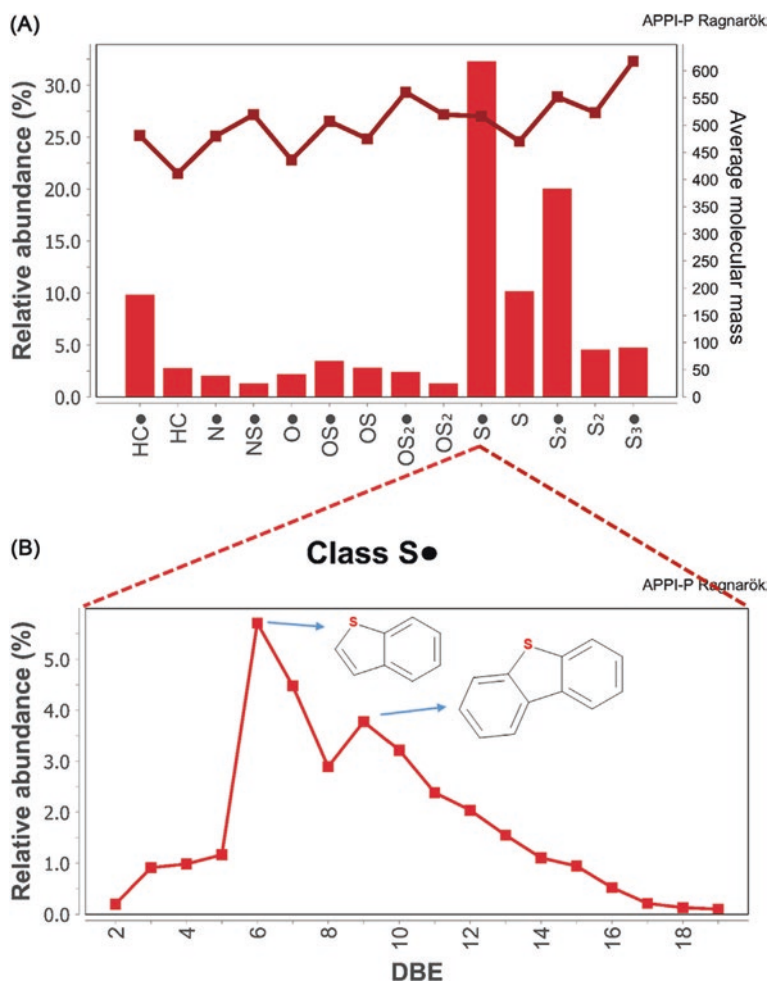 (A)
APPI-P Ragnarök
Relative abundance (%)
30.0
25.0
20.0
15.0
10.0
5.0
0.0
600
550
500
450
400
350
300
250
200
150
100
50
0
Average molecular mass
HC●
HC
N●
NS●
O●
OS●
OS
OS₂●
OS₂
S●
S
S₂●
S₂
S₃●
(B)
Class S●
APPI-P Ragnarök
Relative abundance (%)
5.0
4.0
3.0
2.0
1.0
0.0
S
S
2
4
6
8
10
12
14
16
18
DBE